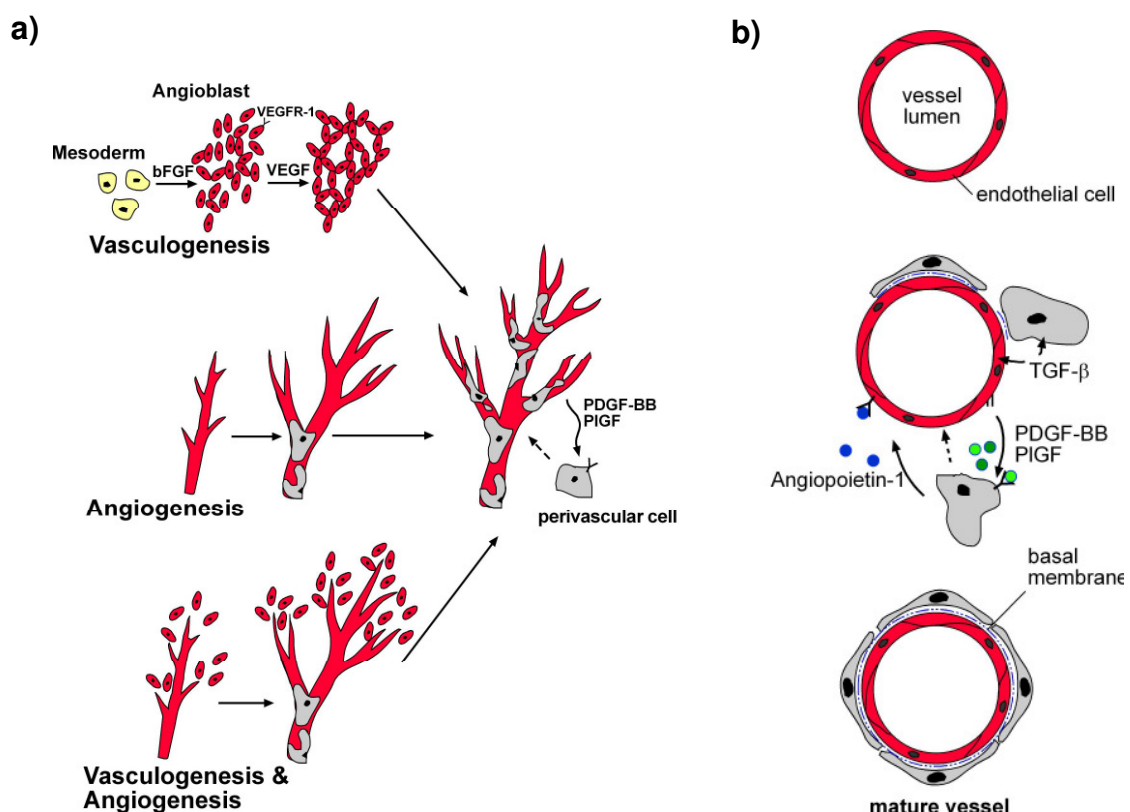 a)
Angioblast
VEGFR-1
Mesoderm
bFGF
VEGF
Vasculogenesis
PDGF-BB
PlGF
Angiogenesis
perivascular cell
Vasculogenesis &
Angiogenesis
b)
vessel
lumen
endothelial cell
TGF-β
PDGF-BB
PlGF
Angiopoietin-1
basal
membrane
mature vessel